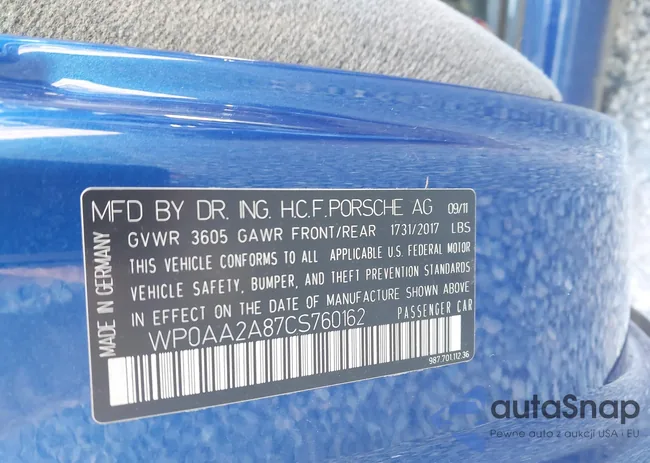 MFD BY DR. ING. H.C.F. PORSCHE AG 09/11
GVWR 3605 GAWR FRONT/REAR 1731/2017 LBS
THIS VEHICLE CONFORMS TO ALL APPLICABLE U.S. FEDERAL MOTOR
VEHICLE SAFETY, BUMPER, AND THEFT PREVENTION STANDARDS
IN EFFECT ON THE DATE OF MANUFACTURE SHOWN ABOVE
WP0AA2A87CS760162 PASSENGER CAR
MADE IN GERMANY
987.701.112.36
autaSnap
Pewne auto z aukcji USA i EU